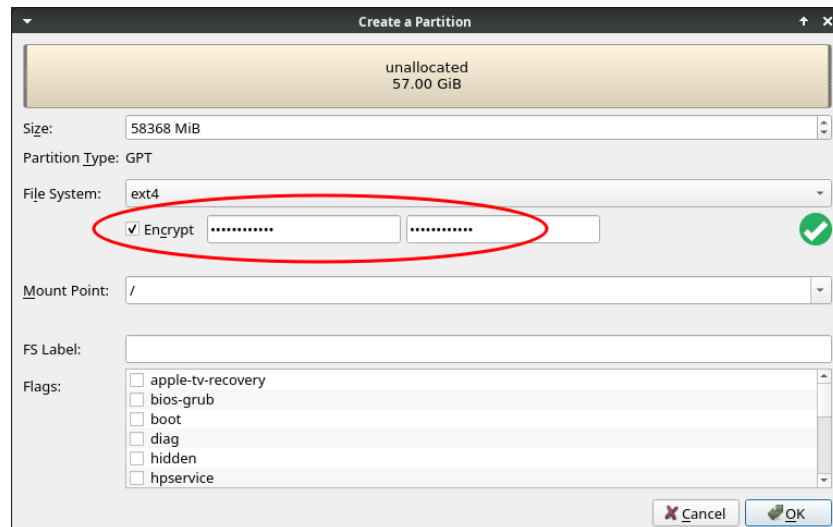 Create a Partition
unallocated
57.00 GiB
Size: 58368 MiB
Partition Type: GPT
File System: ext4
Encrypt •••••••••••• ••••••••••••
Mount Point: /
FS Label:
Flags: apple-tv-recovery
bios-grub
boot
diag
hidden
hpservice
Cancel OK